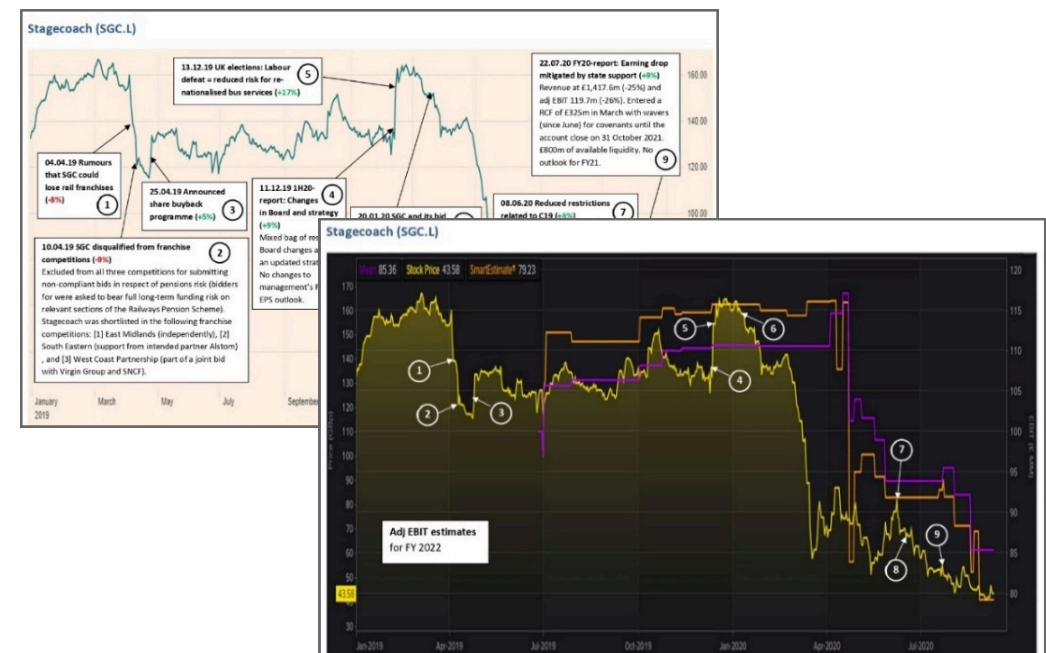 Stagecoach (SGC.L)
13.12.19 UK elections: Labour
defeat = reduced risk for re-
nationalised bus services (+17%)
5
22.07.20 FY20-report: Earning drop
mitigated by state support (+9%)
Revenue at £1,417.6m (-25%) and
adj EBIT 119.7m (-26%). Entered a
RCF of £325m in March with wavers
(since June) for covenants until the
account close on 31 October 2021.
£800m of available liquidity. No
outlook for FY21.
9
160.00
140.00
120.00
100.00
04.04.19 Rumours
that SGC could
lose rail franchises
(-8%)
1
25.04.19 Announced
share buyback
programme (+5%)
3
11.12.19 1H20-
report: Changes
in Board and strategy
(+9%)
4
Mixed bag of
Board changes
an updated
No changes to
management's
EPS outlook.
20.01.20 SGC and its bid
08.06.20 Reduced restrictions
related to C19 (+8%)
7
10.04.19 SGC disqualified from franchise
competitions (-9%)
2
Excluded from all three competitions for submitting
non-compliant bids in respect of pensions risk (bidders
for were asked to bear full long-term funding risk on
relevant sections of the Railways Pension Scheme).
Stagecoach was shortlisted in the following franchise
competitions: [1] East Midlands (independently), [2]
South Eastern (support from intended partner Alstom)
, and [3] West Coast Partnership (part of a joint bid
with Virgin Group and SNCF).
January
2019
March
May
July
September
Stagecoach (SGC.L)
Mean 85.36 Stock Price 43.58 SmartEstimate® 79.23
170
160
150
140
130
120
110
100
90
80
70
60
50
43.58
30
120
115
110
105
100
95
90
85
80
Price (GBp)
1
2
3
4
5
6
7
8
9
Adj EBIT estimates
for FY 2022
Jan-2019
Apr-2019
Jul-2019
Oct-2019
Jan-2020
Apr-2020
Jul-2020